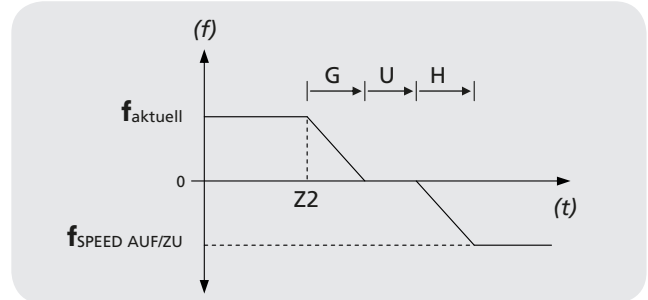 (f)
G U H
faktuell
0
Z2
(t)
fSPEED AUF/ZU